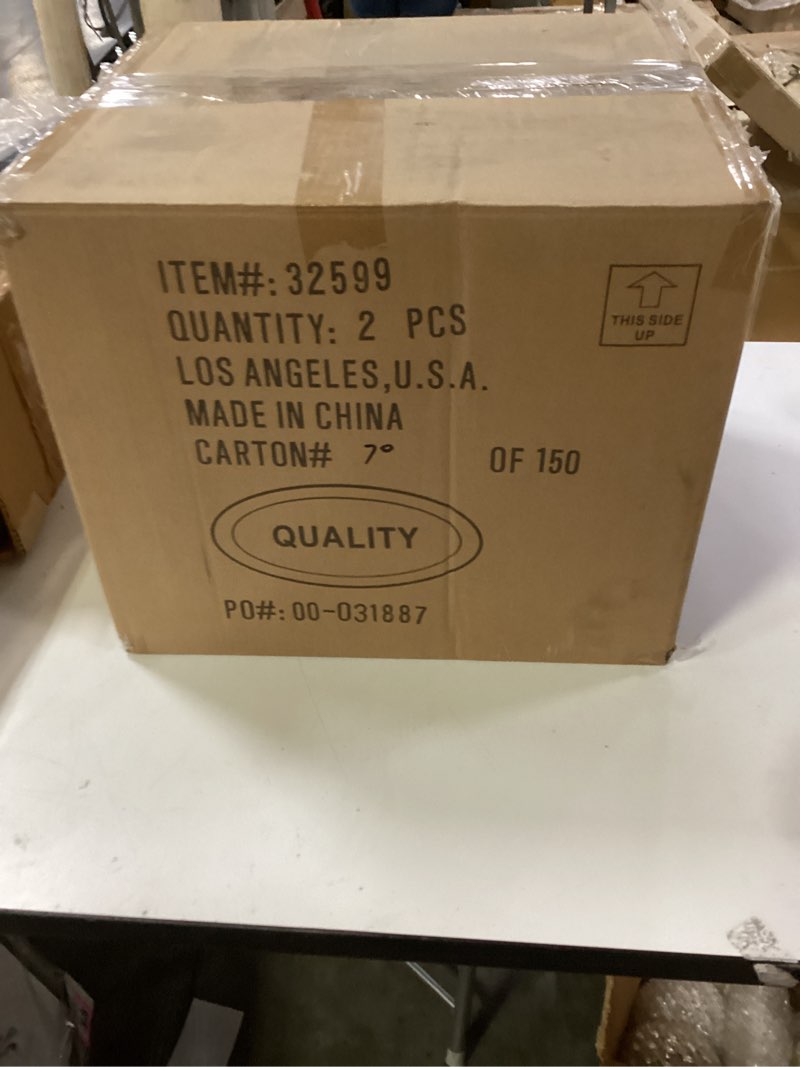 ITEM#: 32599
QUANTITY: 2 PCS
LOS ANGELES, U.S.A.
MADE IN CHINA
CARTON# 70 OF 150
QUALITY
PO#: 00-031887
THIS SIDE
UP